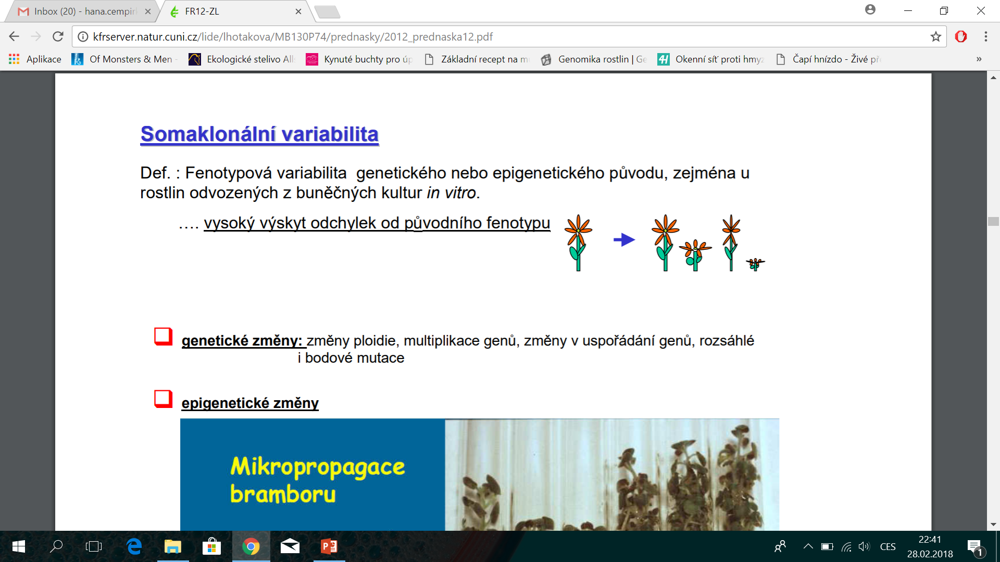 Inbox (20) - hana.cempir
FR12-ZL
kfrserver.natur.cuni.cz/lide/lhotakova/MB130P74/prednasky/2012_prednaska12.pdf
Aplikace
Of Monsters & Men -
Ekologické stelivo All
Kynuté buchty pro úp
Základní recept na m
Genomika rostlin | Ge
Okenní síť proti hmyz
Čapí hnízdo - Živé př
»
Somaklonální variabilita
Def. : Fenotypová variabilita genetického nebo epigenetického původu, zejména u
rostlin odvozených z buněčných kultur in vitro.
.... vysoký výskyt odchylek od původního fenotypu
genetické změny: změny ploidie, multiplikace genů, změny v uspořádání genů, rozsáhlé
i bodové mutace
epigenetické změny
Mikropropagace
bramboru
CES
22:41
28.02.2018
1